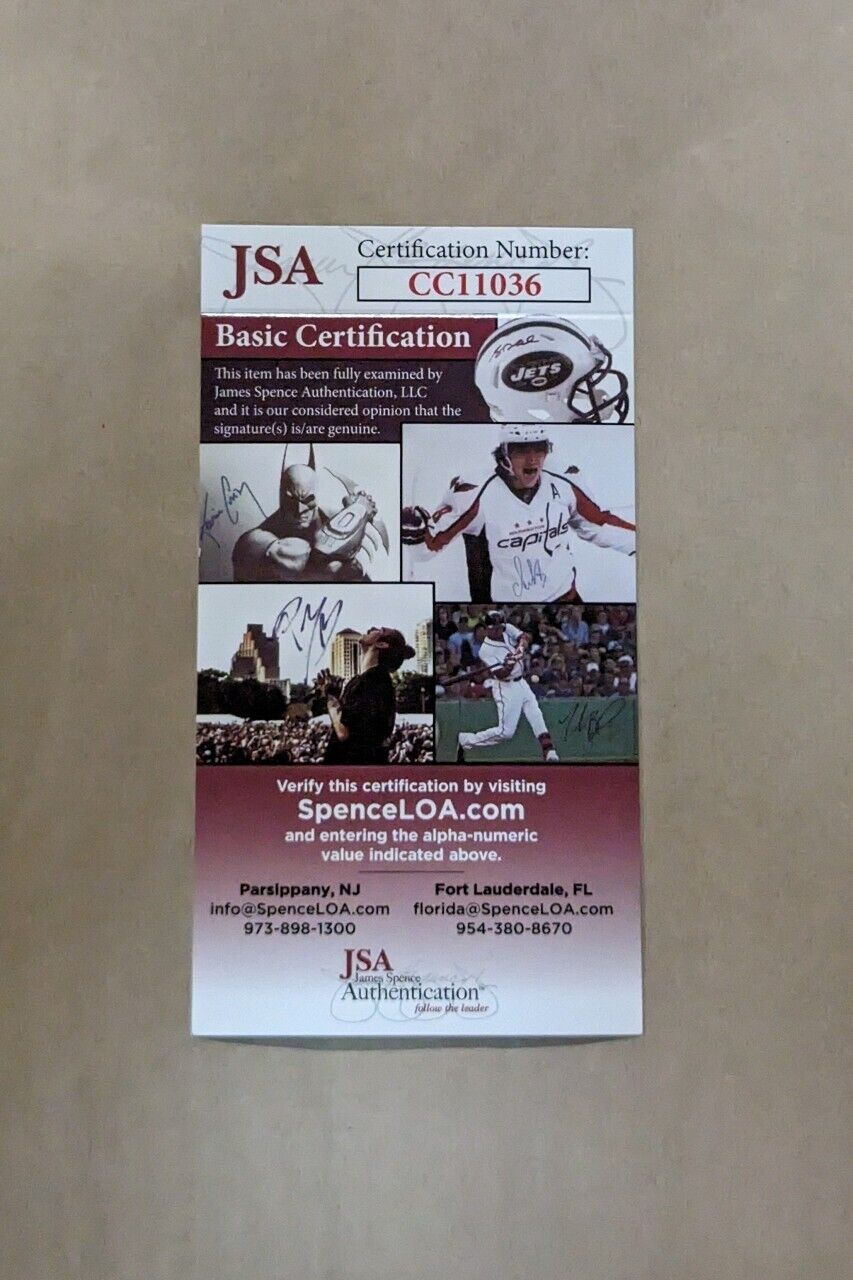 JSA
Certification Number:
CC11036
Basic Certification
This item has been fully examined by
James Spence Authentication, LLC
and it is our considered opinion that the
signature(s) is/are genuine.
JETS
A
capitals
Verify this certification by visiting
SpenceLOA.com
and entering the alpha-numeric
value indicated above.
Parsippany, NJ
info@SpenceLOA.com
973-898-1300
Fort Lauderdale, FL
florida@SpenceLOA.com
954-380-8670
JSA
James Spence
Authentication®
follow the leader